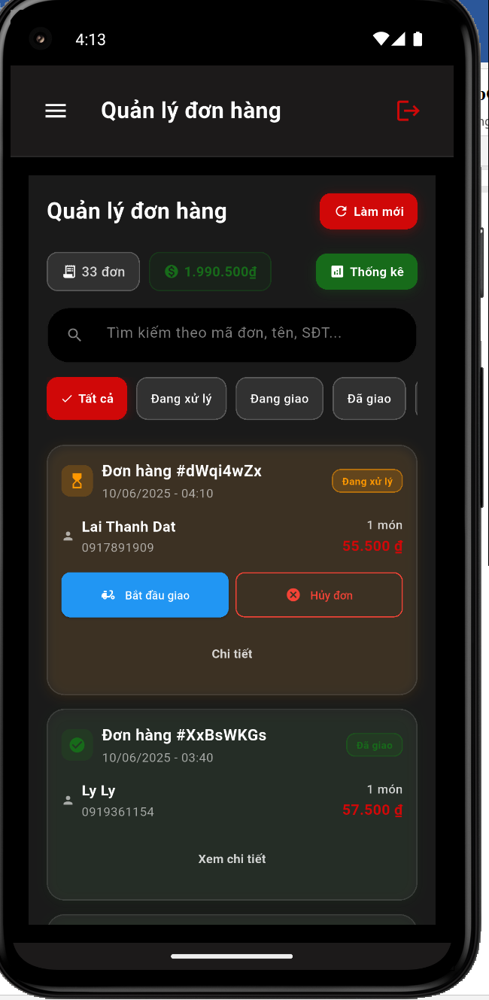 4:13
Quản lý đơn hàng
Quản lý đơn hàng
Làm mới
33 đơn
1.990.500₫
Thống kê
Tìm kiếm theo mã đơn, tên, SĐT...
Tất cả
Đang xử lý
Đang giao
Đã giao
Đơn hàng #dWqi4wZx
10/06/2025 - 04:10
Đang xử lý
Lai Thanh Dat
0917891909
1 món
55.500 ₫
Bắt đầu giao
Hủy đơn
Chi tiết
Đơn hàng #XxBsWKGs
10/06/2025 - 03:40
Đã giao
Ly Ly
0919361154
1 món
57.500 ₫
Xem chi tiết